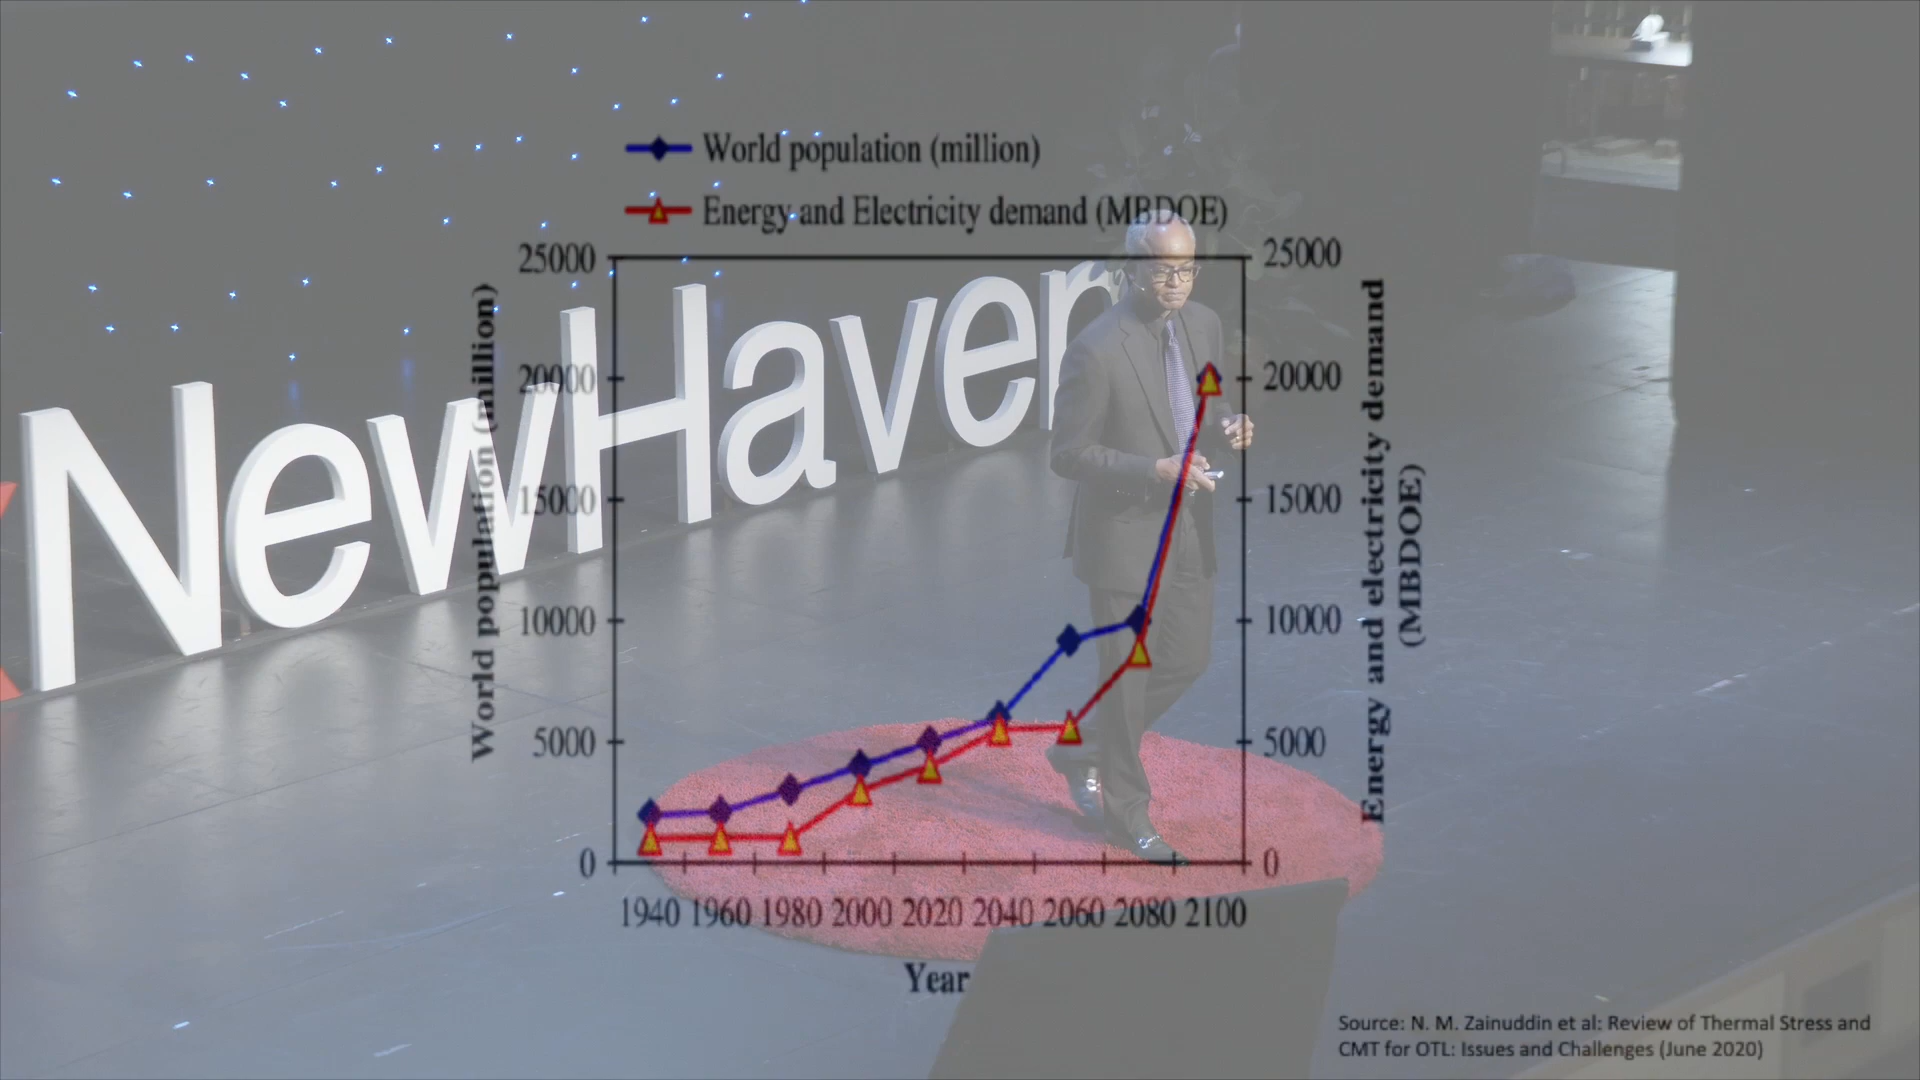 World population (million)
Energy and Electricity demand (MBDOE)
25000
20000
15000
10000
5000
0
World population (million)
25000
20000
15000
10000
5000
0
Energy and electricity demand
(MBDOE)
1940 1960 1980 2000 2020 2040 2060 2080 2100
Year
NewHaven
Source: N. M. Zainuddin et al: Review of Thermal Stress and
CMT for OTL: Issues and Challenges (June 2020)